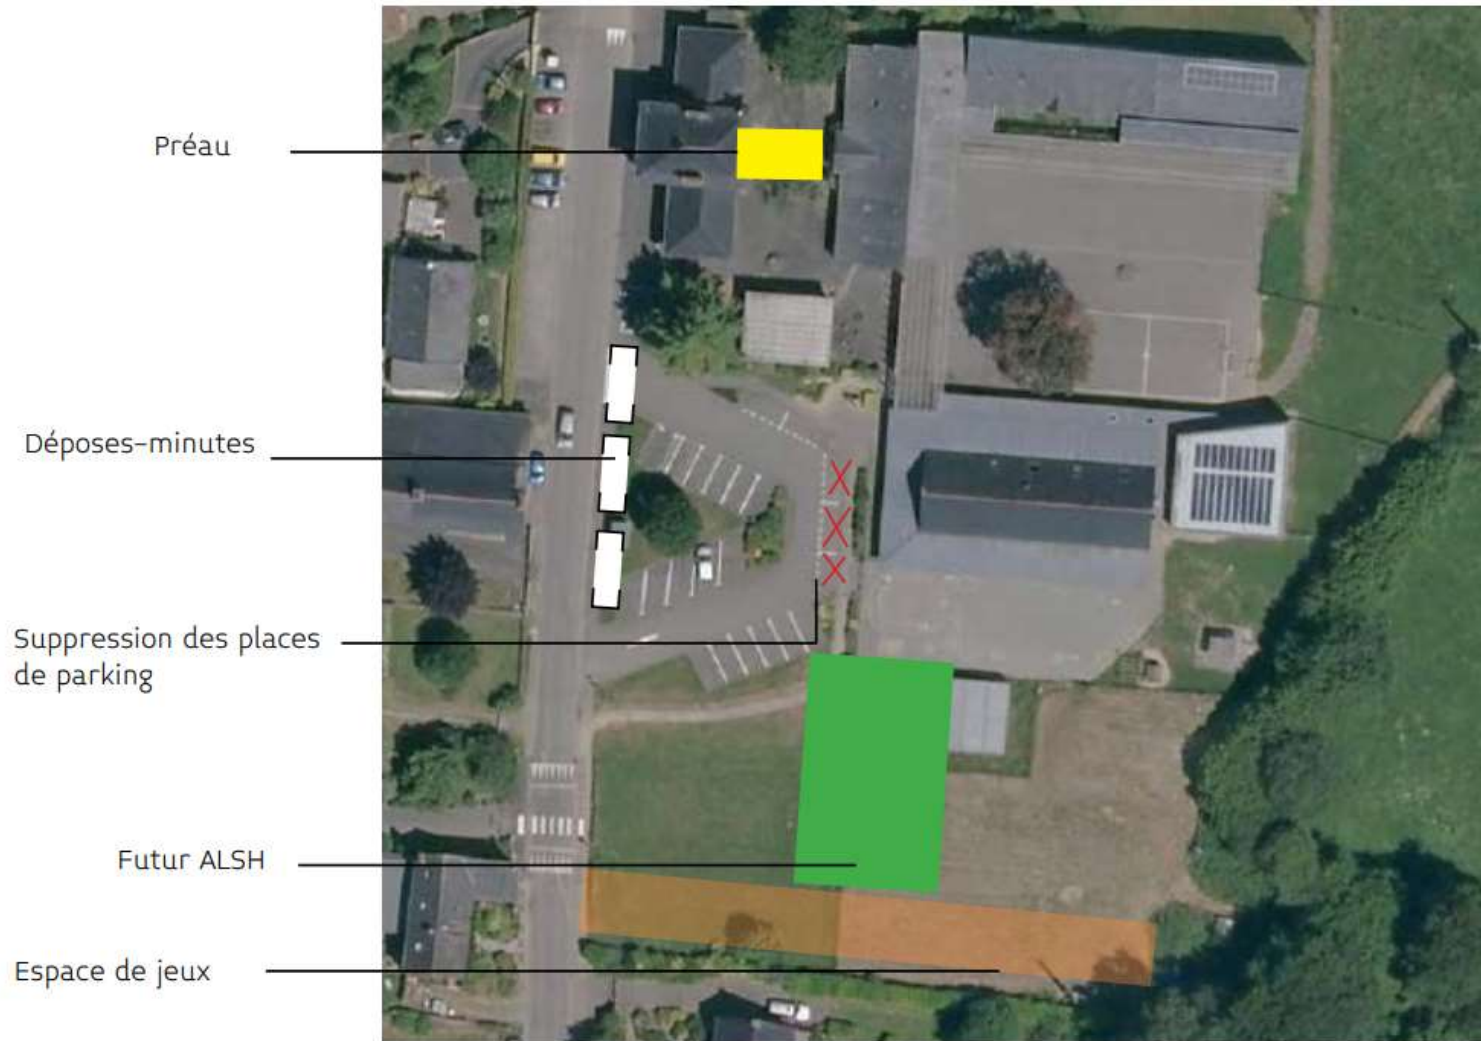 Préau
Déposes-minutes
Suppression des places
de parking
Futur ALSH
Espace de jeux